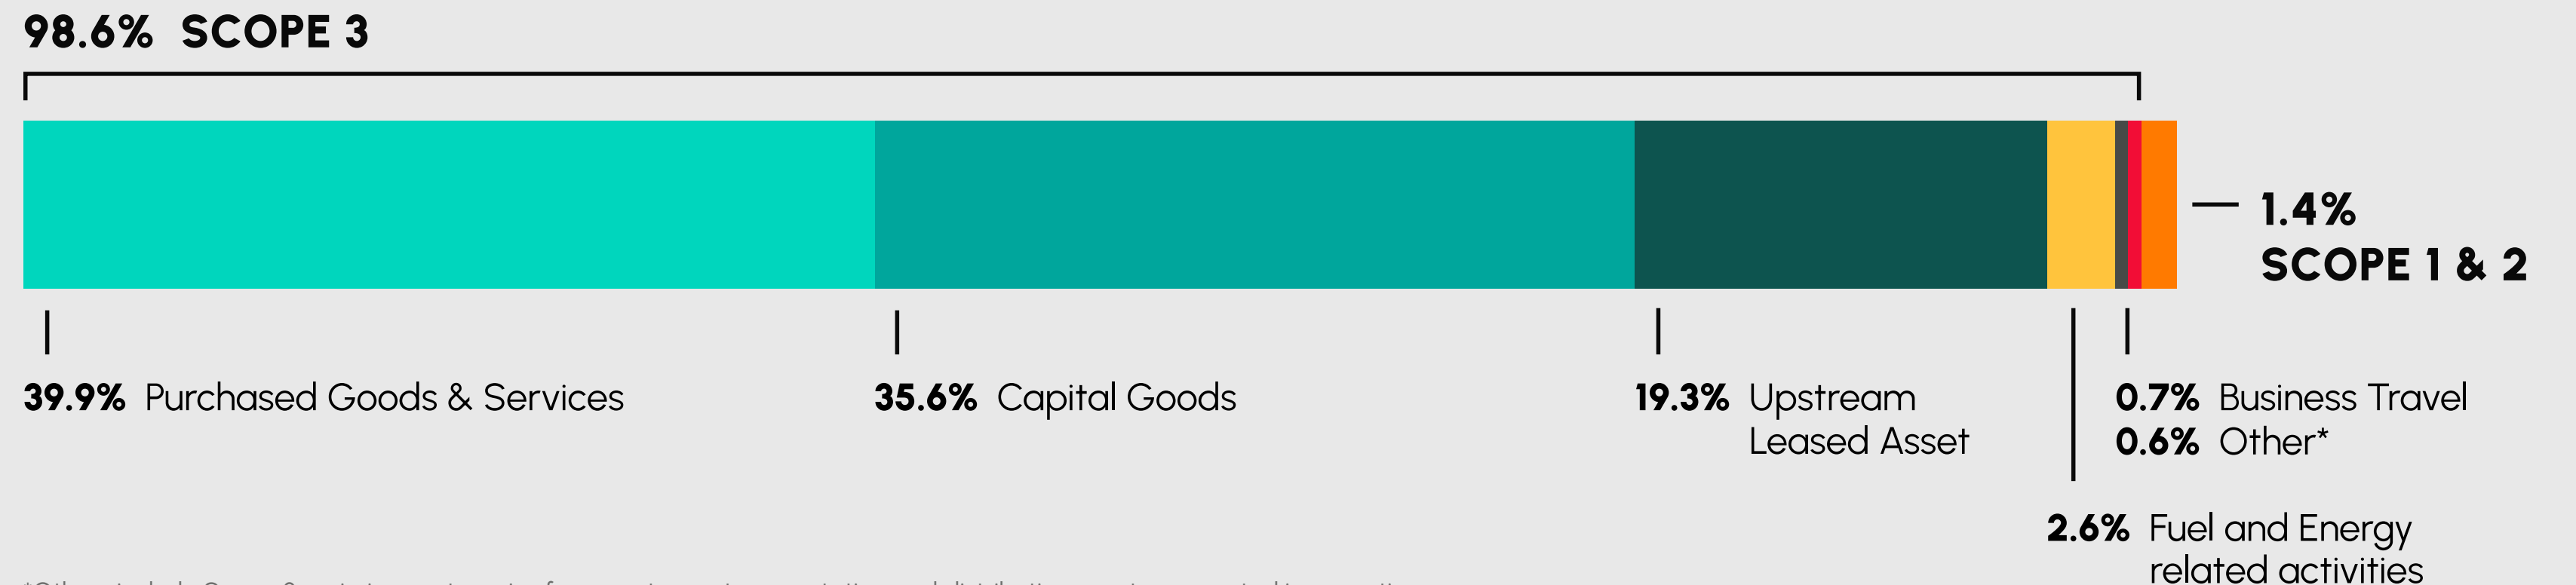 98.6% SCOPE 3
1.4%
SCOPE 1 & 2
39.9% Purchased Goods & Services
35.6% Capital Goods
19.3% Upstream
Leased Asset
0.7% Business Travel
0.6% Other*
2.6% Fuel and Energy
related activities